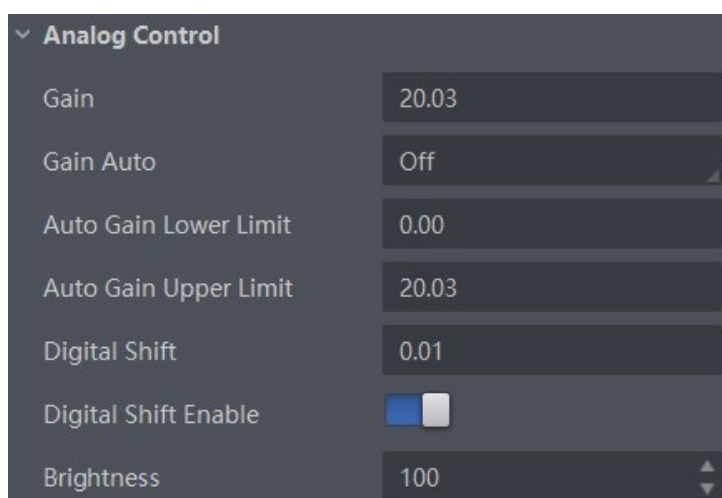 Analog Control
Gain 20.03
Gain Auto Off
Auto Gain Lower Limit 0.00
Auto Gain Upper Limit 20.03
Digital Shift 0.01
Digital Shift Enable
Brightness 100